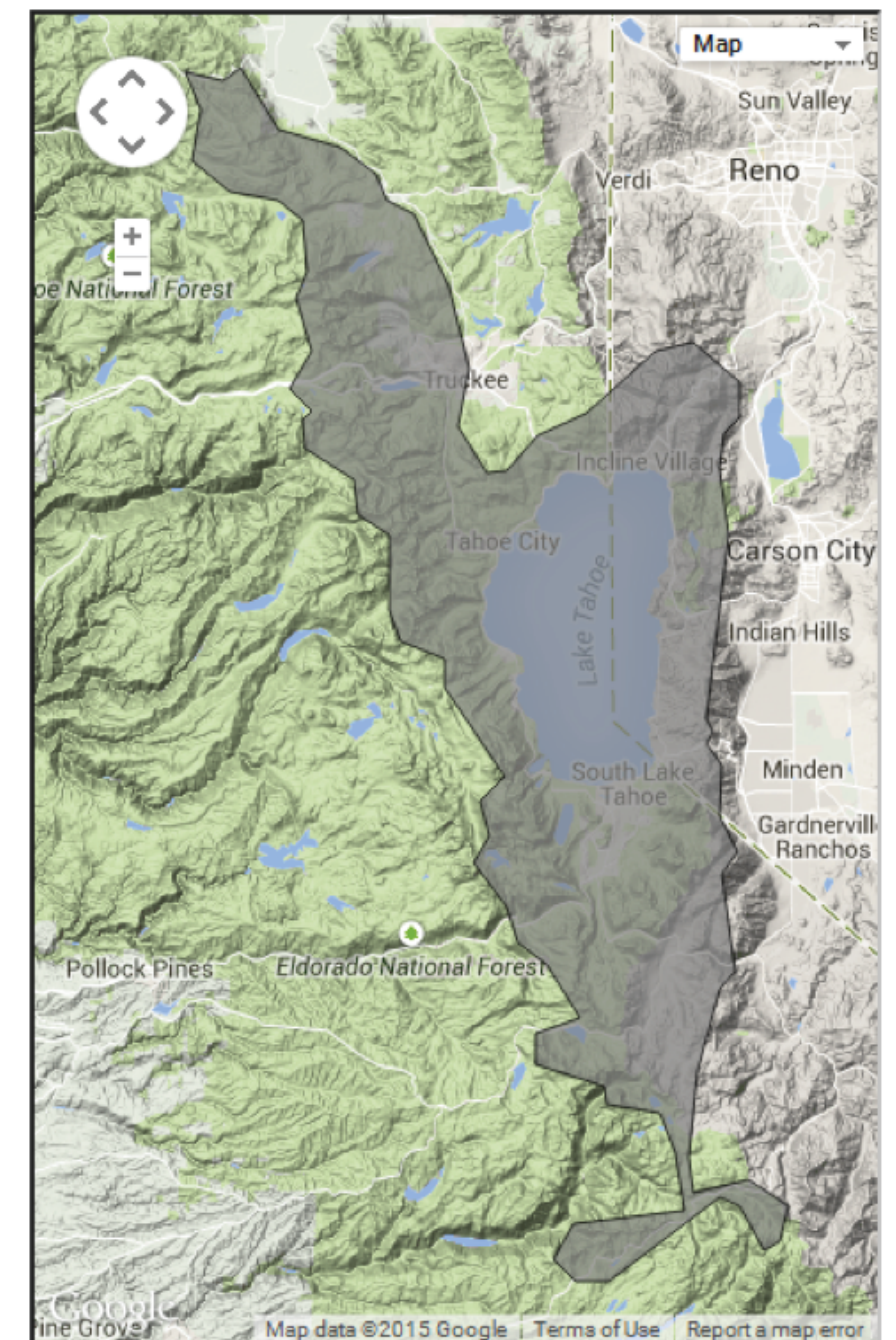 Map
Sun Valley
Reno
Verdi
oe National Forest
Truckee
Incline Village
Tahoe City
Carson City
Lake Tahoe
Indian Hills
South Lake
Tahoe
Minden
Gardnervill
Ranchos
Pollock Pines
Eldorado National Forest
Google
Pine Grove
Map data ©2015 Google
Terms of Use
Report a map error